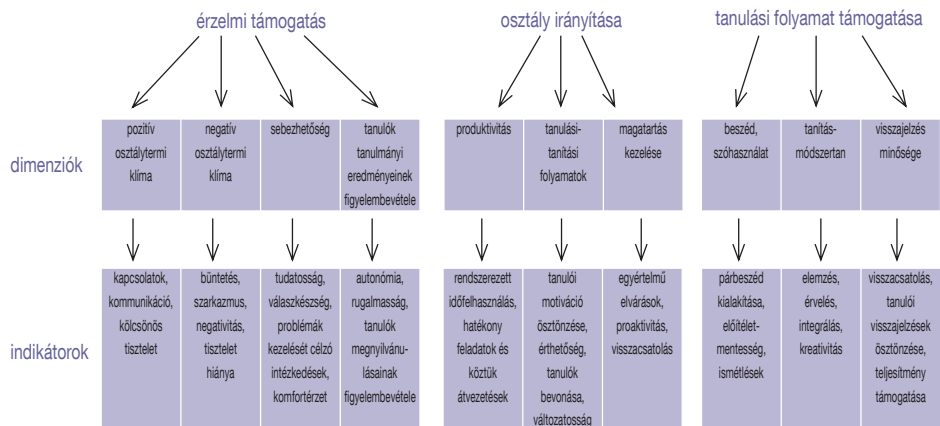 érzelmi támogatás
osztály irányítása
tanulási folyamat támogatása
dimenziók
pozitív
osztálytermi
klíma
negatív
osztálytermi
klíma
sebezhetőség
tanulók
tanulmányi
eredményeinek
figyelembevétele
produktivitás
tanulási-
tanítási
folyamatok
magatartás
kezelése
beszéd,
szóhasználat
tanítás-
módszertan
visszajelzés
minősége
indikátorok
kapcsolatok,
kommunikáció,
kölcsönös
tisztelet
büntetés,
szarkazmus,
negativitás,
tisztelet
hiánya
tudatosság,
válaszkészség,
problémák
kezelését célzó
intézkedések,
komfortérzet
autonómia,
rugalmasság,
tanulók
megnyilvánu-
lásainak
figyelembevétele
rendszerezett
időfelhasználás,
hatékony
feladatok és
köztük
átvezetések
tanulói
motiváció
ösztönzése,
érthetőség,
tanulók
bevonása,
változatosság
egyértelmű
elvárások,
proaktivitás,
visszacsatolás
párbeszéd
kialakítása,
előítélet-
mentesség,
ismétlések
elemzés,
érvelés,
integrálás,
kreativitás
visszacsatolás,
tanulói
visszajelzések
ösztönzése,
teljesítmény
támogatása